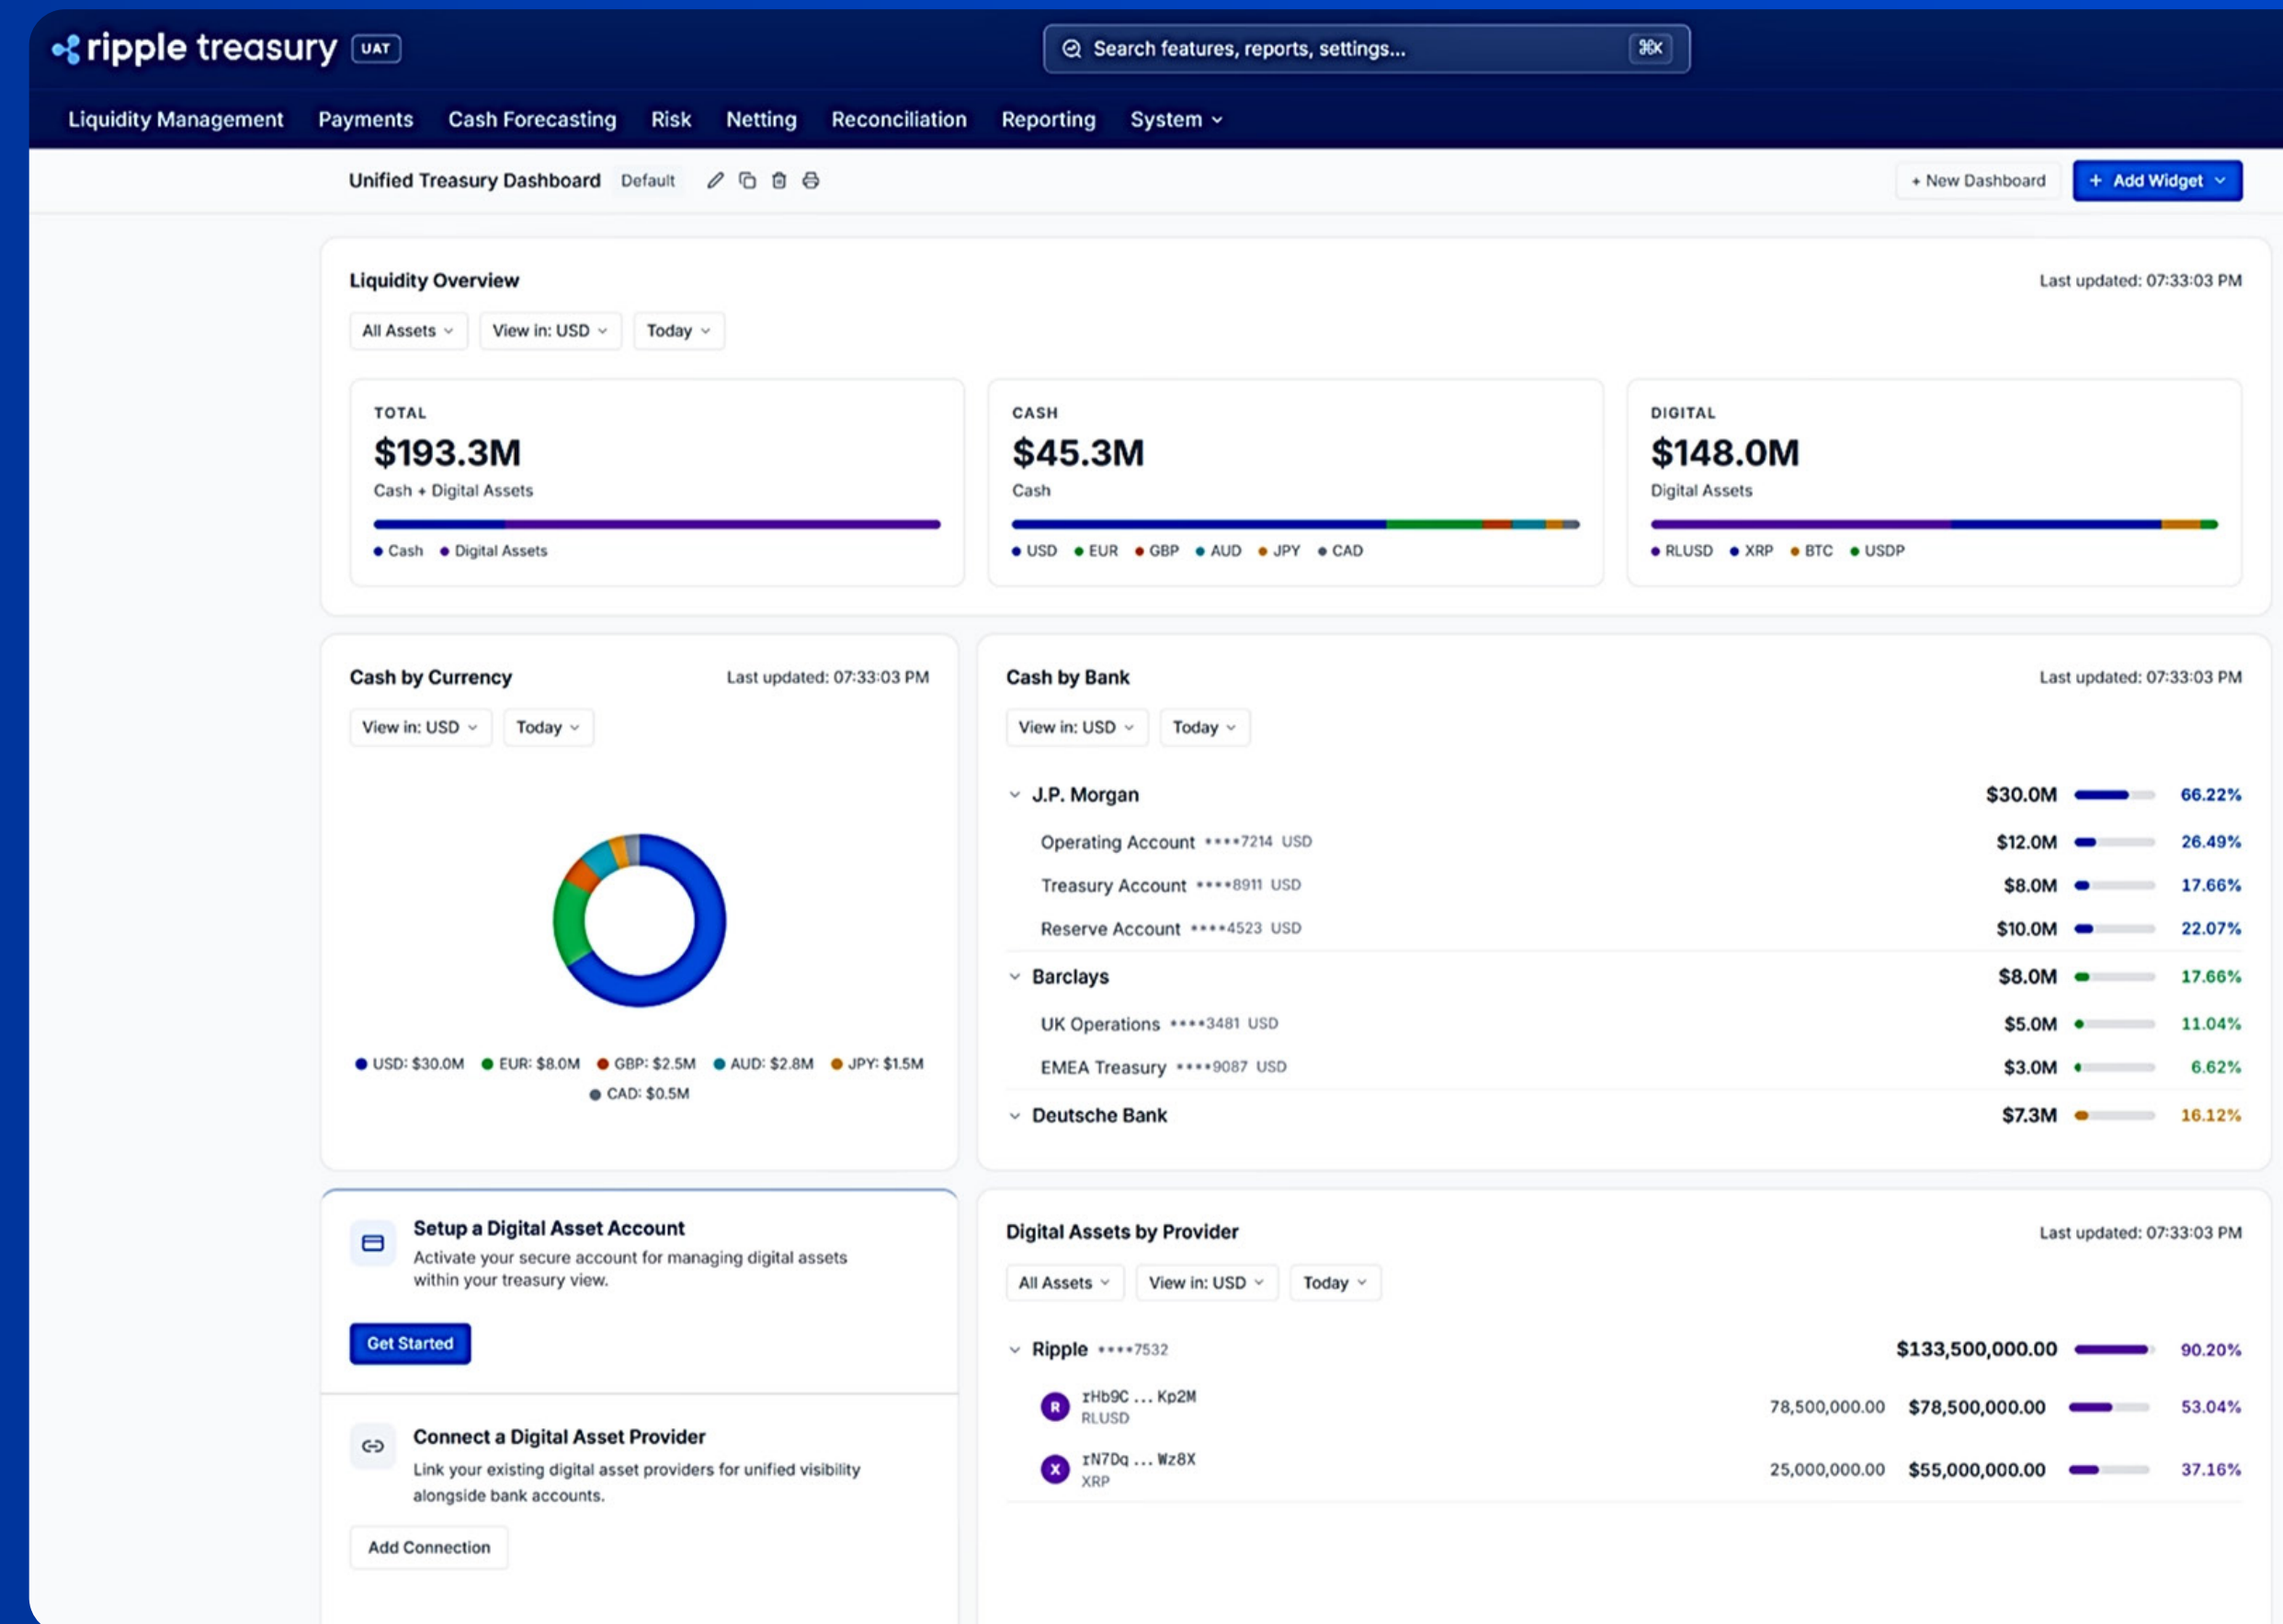 ripple treasury UAT
Search features, reports, settings... ⌘K
Liquidity Management Payments Cash Forecasting Risk Netting Reconciliation Reporting System
Unified Treasury Dashboard Default
+ New Dashboard + Add Widget
Liquidity Overview Last updated: 07:33:03 PM
All Assets View in: USD Today
TOTAL
$193.3M
Cash + Digital Assets
Cash Digital Assets
CASH
$45.3M
Cash
USD EUR GBP AUD JPY CAD
DIGITAL
$148.0M
Digital Assets
RLUSD XRP BTC USDP
Cash by Currency Last updated: 07:33:03 PM
View in: USD Today
USD: $30.0M EUR: $8.0M GBP: $2.5M AUD: $2.8M JPY: $1.5M
CAD: $0.5M
Cash by Bank Last updated: 07:33:03 PM
View in: USD Today
J.P. Morgan $30.0M 66.22%
Operating Account ****7214 USD $12.0M 26.49%
Treasury Account ****8911 USD $8.0M 17.66%
Reserve Account ****4523 USD $10.0M 22.07%
Barclays $8.0M 17.66%
UK Operations ****3481 USD $5.0M 11.04%
EMEA Treasury ****9087 USD $3.0M 6.62%
Deutsche Bank $7.3M 16.12%
Setup a Digital Asset Account
Activate your secure account for managing digital assets
within your treasury view.
Get Started
Connect a Digital Asset Provider
Link your existing digital asset providers for unified visibility
alongside bank accounts.
Add Connection
Digital Assets by Provider Last updated: 07:33:03 PM
All Assets View in: USD Today
Ripple ****7532 $133,500,000.00 90.20%
R rHb9C ... Kp2M 78,500,000.00 $78,500,000.00 53.04%
RLUSD
X rN7Dq ... Wz8X 25,000,000.00 $55,000,000.00 37.16%
XRP